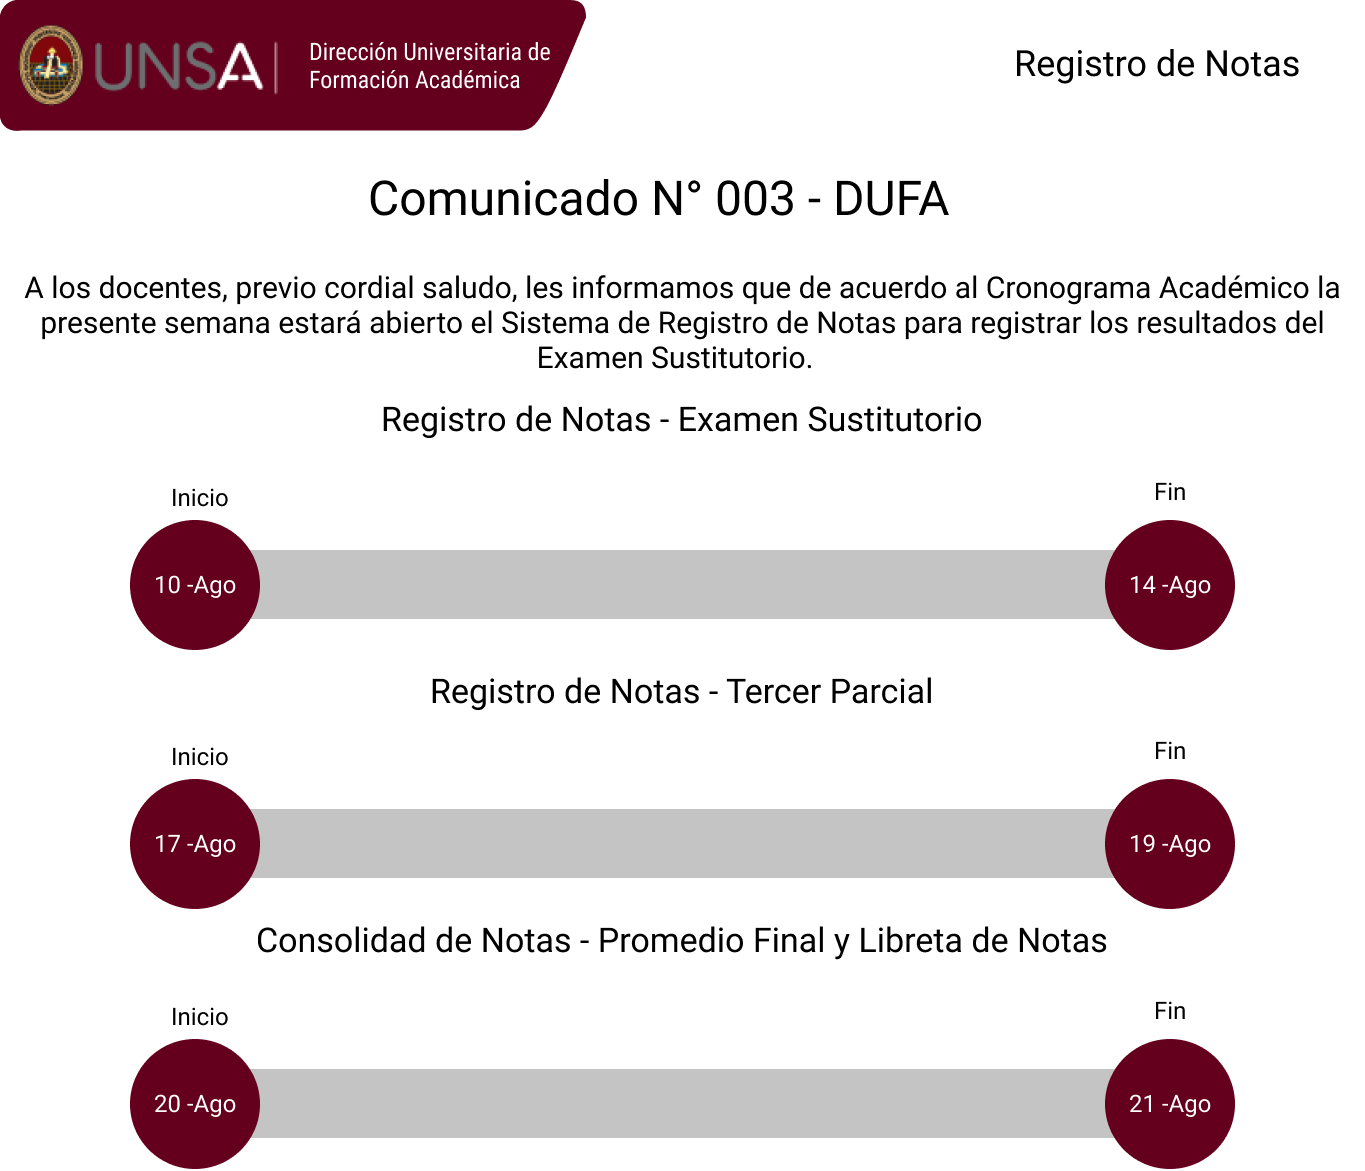 UNSA
Dirección Universitaria de
Formación Académica
Registro de Notas
Comunicado N° 003 - DUFA
A los docentes, previo cordial saludo, les informamos que de acuerdo al Cronograma Académico la
presente semana estará abierto el Sistema de Registro de Notas para registrar los resultados del
Examen Sustitutorio.
Registro de Notas - Examen Sustitutorio
Inicio
Fin
10 -Ago
14 -Ago
Registro de Notas - Tercer Parcial
Inicio
Fin
17 -Ago
19 -Ago
Consolidad de Notas - Promedio Final y Libreta de Notas
Inicio
Fin
20 -Ago
21 -Ago